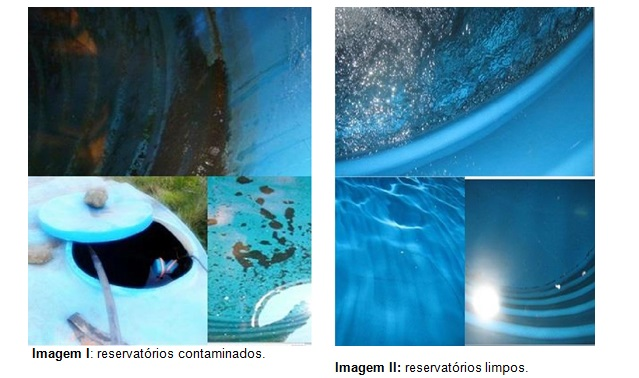 Imagem I: reservatórios contaminados.
Imagem II: reservatórios limpos.